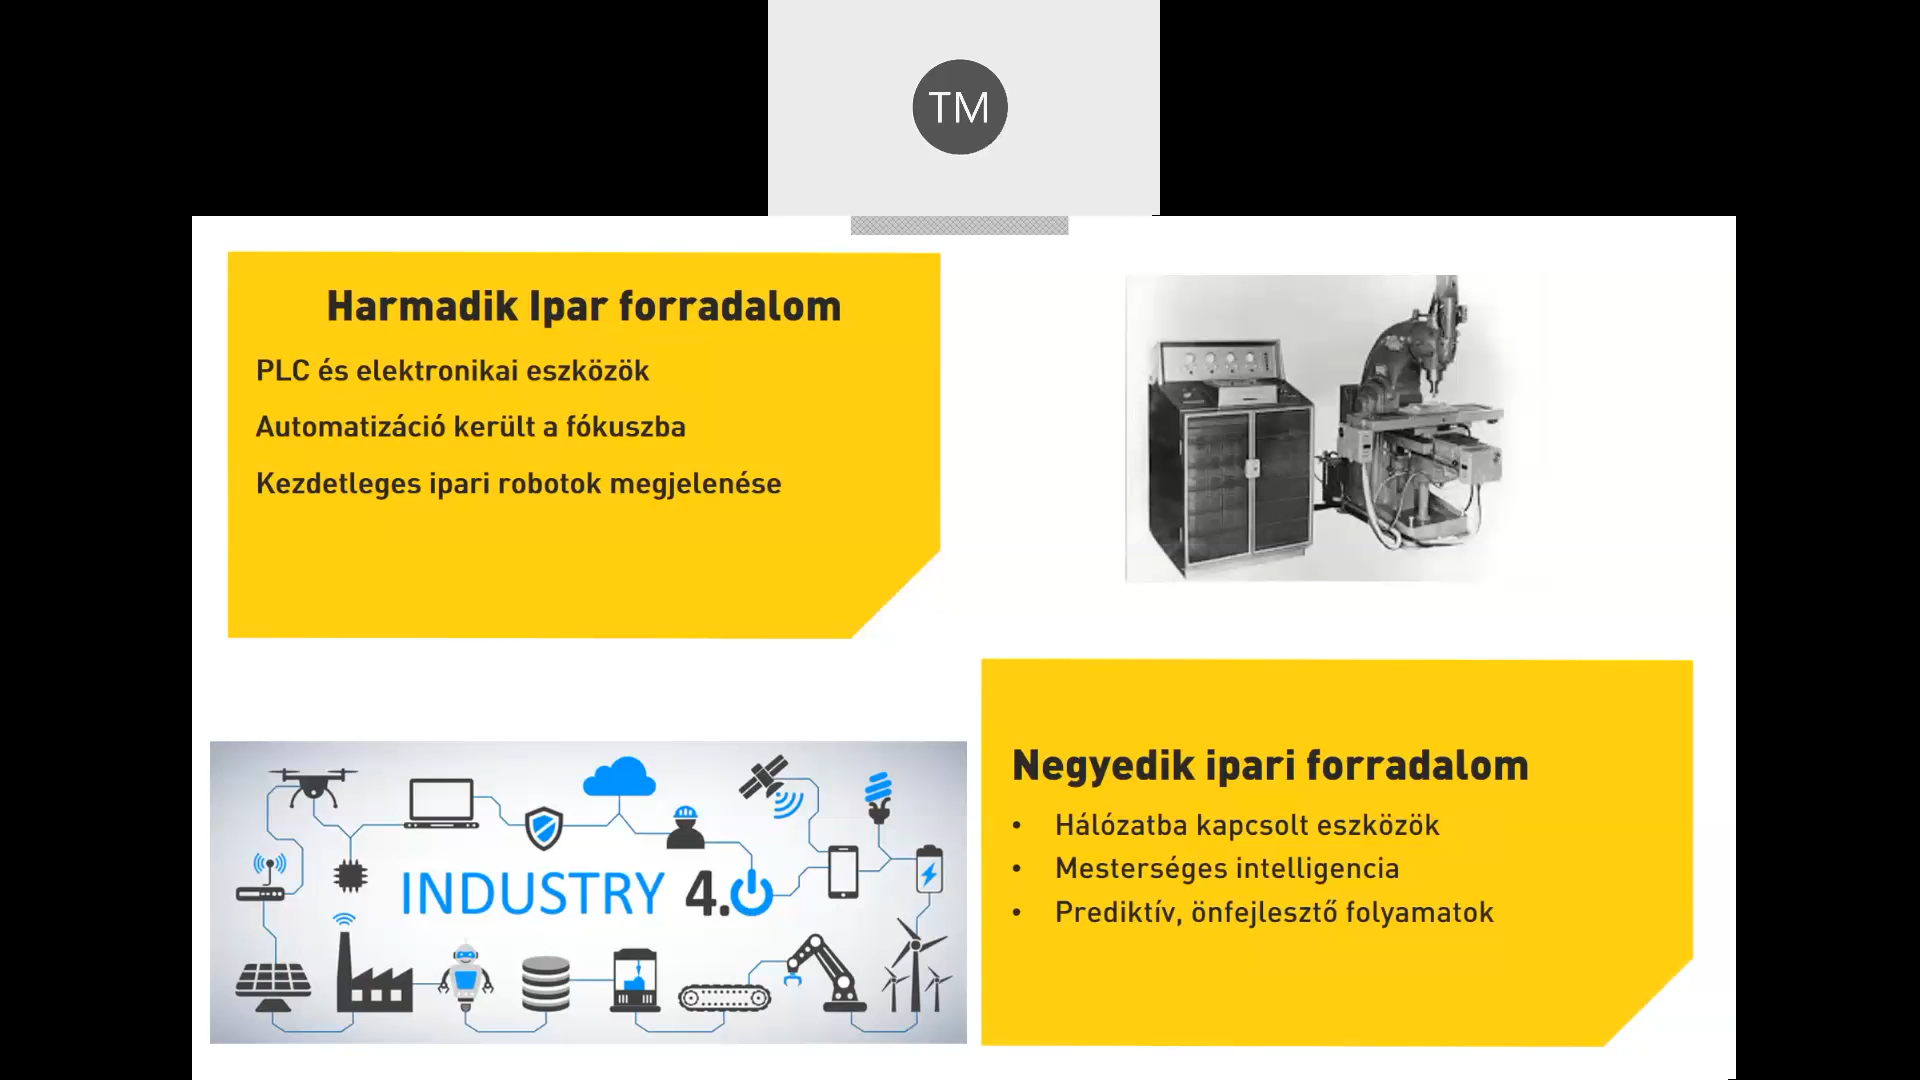 TM
Harmadik Ipar forradalom
PLC és elektronikai eszközök
Automatizáció került a fókuszba
Kezdetleges ipari robotok megjelenése
INDUSTRY 4.0
Negyedik ipari forradalom
• Hálózatba kapcsolt eszközök
• Mesterséges intelligencia
• Prediktív, önfejlesztő folyamatok